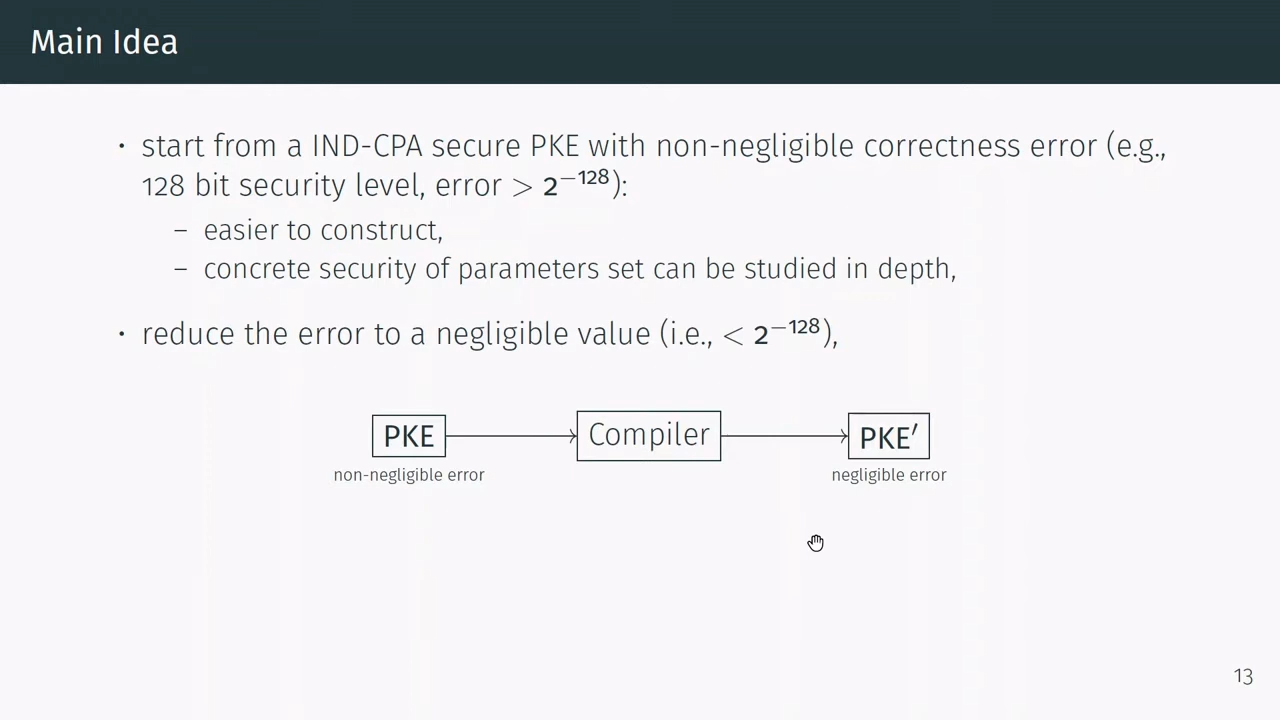 Main Idea
• start from a IND-CPA secure PKE with non-negligible correctness error (e.g.,
128 bit security level, error > 2⁻¹²⁸):
– easier to construct,
– concrete security of parameters set can be studied in depth,
• reduce the error to a negligible value (i.e., < 2⁻¹²⁸),
PKE Compiler PKE′
non-negligible error negligible error
13